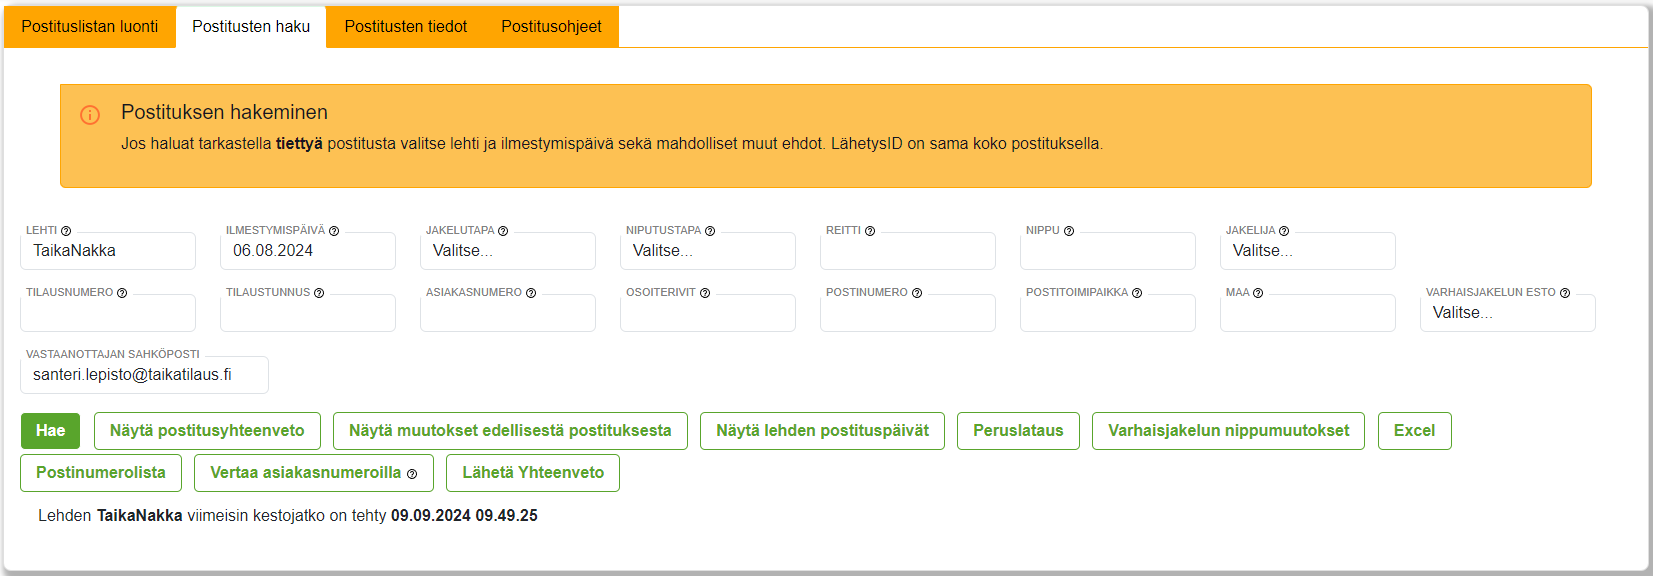 Postituslistan luonti Postitusten haku Postitusten tiedot Postitusohjeet
Postituksen hakeminen
Jos haluat tarkastella tiettyä postitusta valitse lehti ja ilmestymispäivä sekä mahdolliset muut ehdot. LähetysID on sama koko postituksella.
LEHTI ILMESTYMISPÄIVÄ JAKELUTAPA NIPUTUSTAPA REITTI NIPPU JAKELIJA
TaikaNakka 06.08.2024 Valitse... Valitse... Valitse...
TILAUSNUMERO TILAUSTUNNUS ASIAKASNUMERO OSOITERIVIT POSTINUMERO POSTITOIMIPAIKKA MAA VARHAISJAKELUN ESTO
Valitse...
VASTAANOTTAJAN SAHKÖPOSTI
santeri.lepisto@taikatilaus.fi
Hae Näytä postitusyhteenveto Näytä muutokset edellisestä postituksesta Näytä lehden postituspäivät Peruslataus Varhaisjakelun nippumuutokset Excel
Postinumerolista Vertaa asiakasnumeroilla Lähetä Yhteenveto
Lehden TaikaNakka viimeisin kestojatko on tehty 09.09.2024 09.49.25